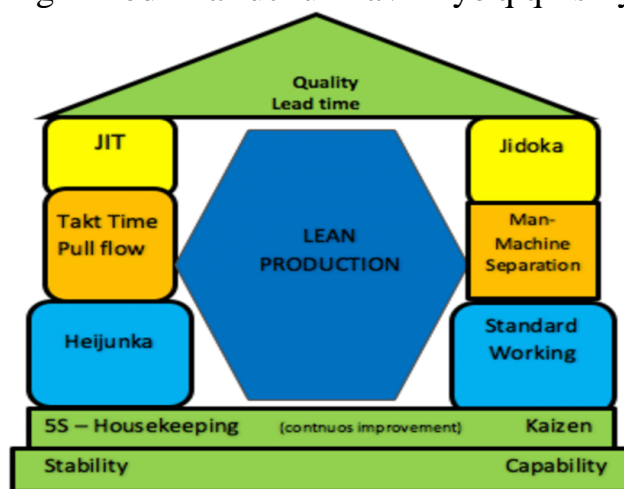 Quality
Lead time
JIT
Jidoka
Takt Time
Pull flow
LEAN
PRODUCTION
Man-
Machine
Separation
Heijunka
Standard
Working
5S – Housekeeping (contnuos improvement) Kaizen
Stability Capability